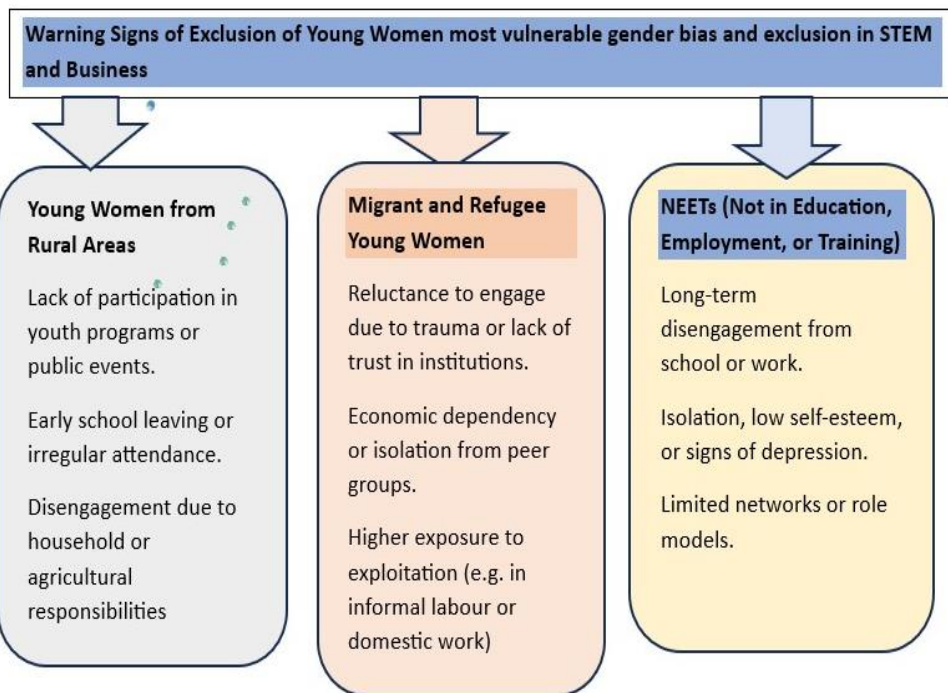 Warning Signs of Exclusion of Young Women most vulnerable gender bias and exclusion in STEM
and Business
Young Women from
Rural Areas
Lack of participation in
youth programs or
public events.
Early school leaving or
irregular attendance.
Disengagement due to
household or
agricultural
responsibilities
Migrant and Refugee
Young Women
Reluctance to engage
due to trauma or lack of
trust in institutions.
Economic dependency
or isolation from peer
groups.
Higher exposure to
exploitation (e.g. in
informal labour or
domestic work)
NEETs (Not in Education,
Employment, or Training)
Long-term
disengagement from
school or work.
Isolation, low self-esteem,
or signs of depression.
Limited networks or role
models.